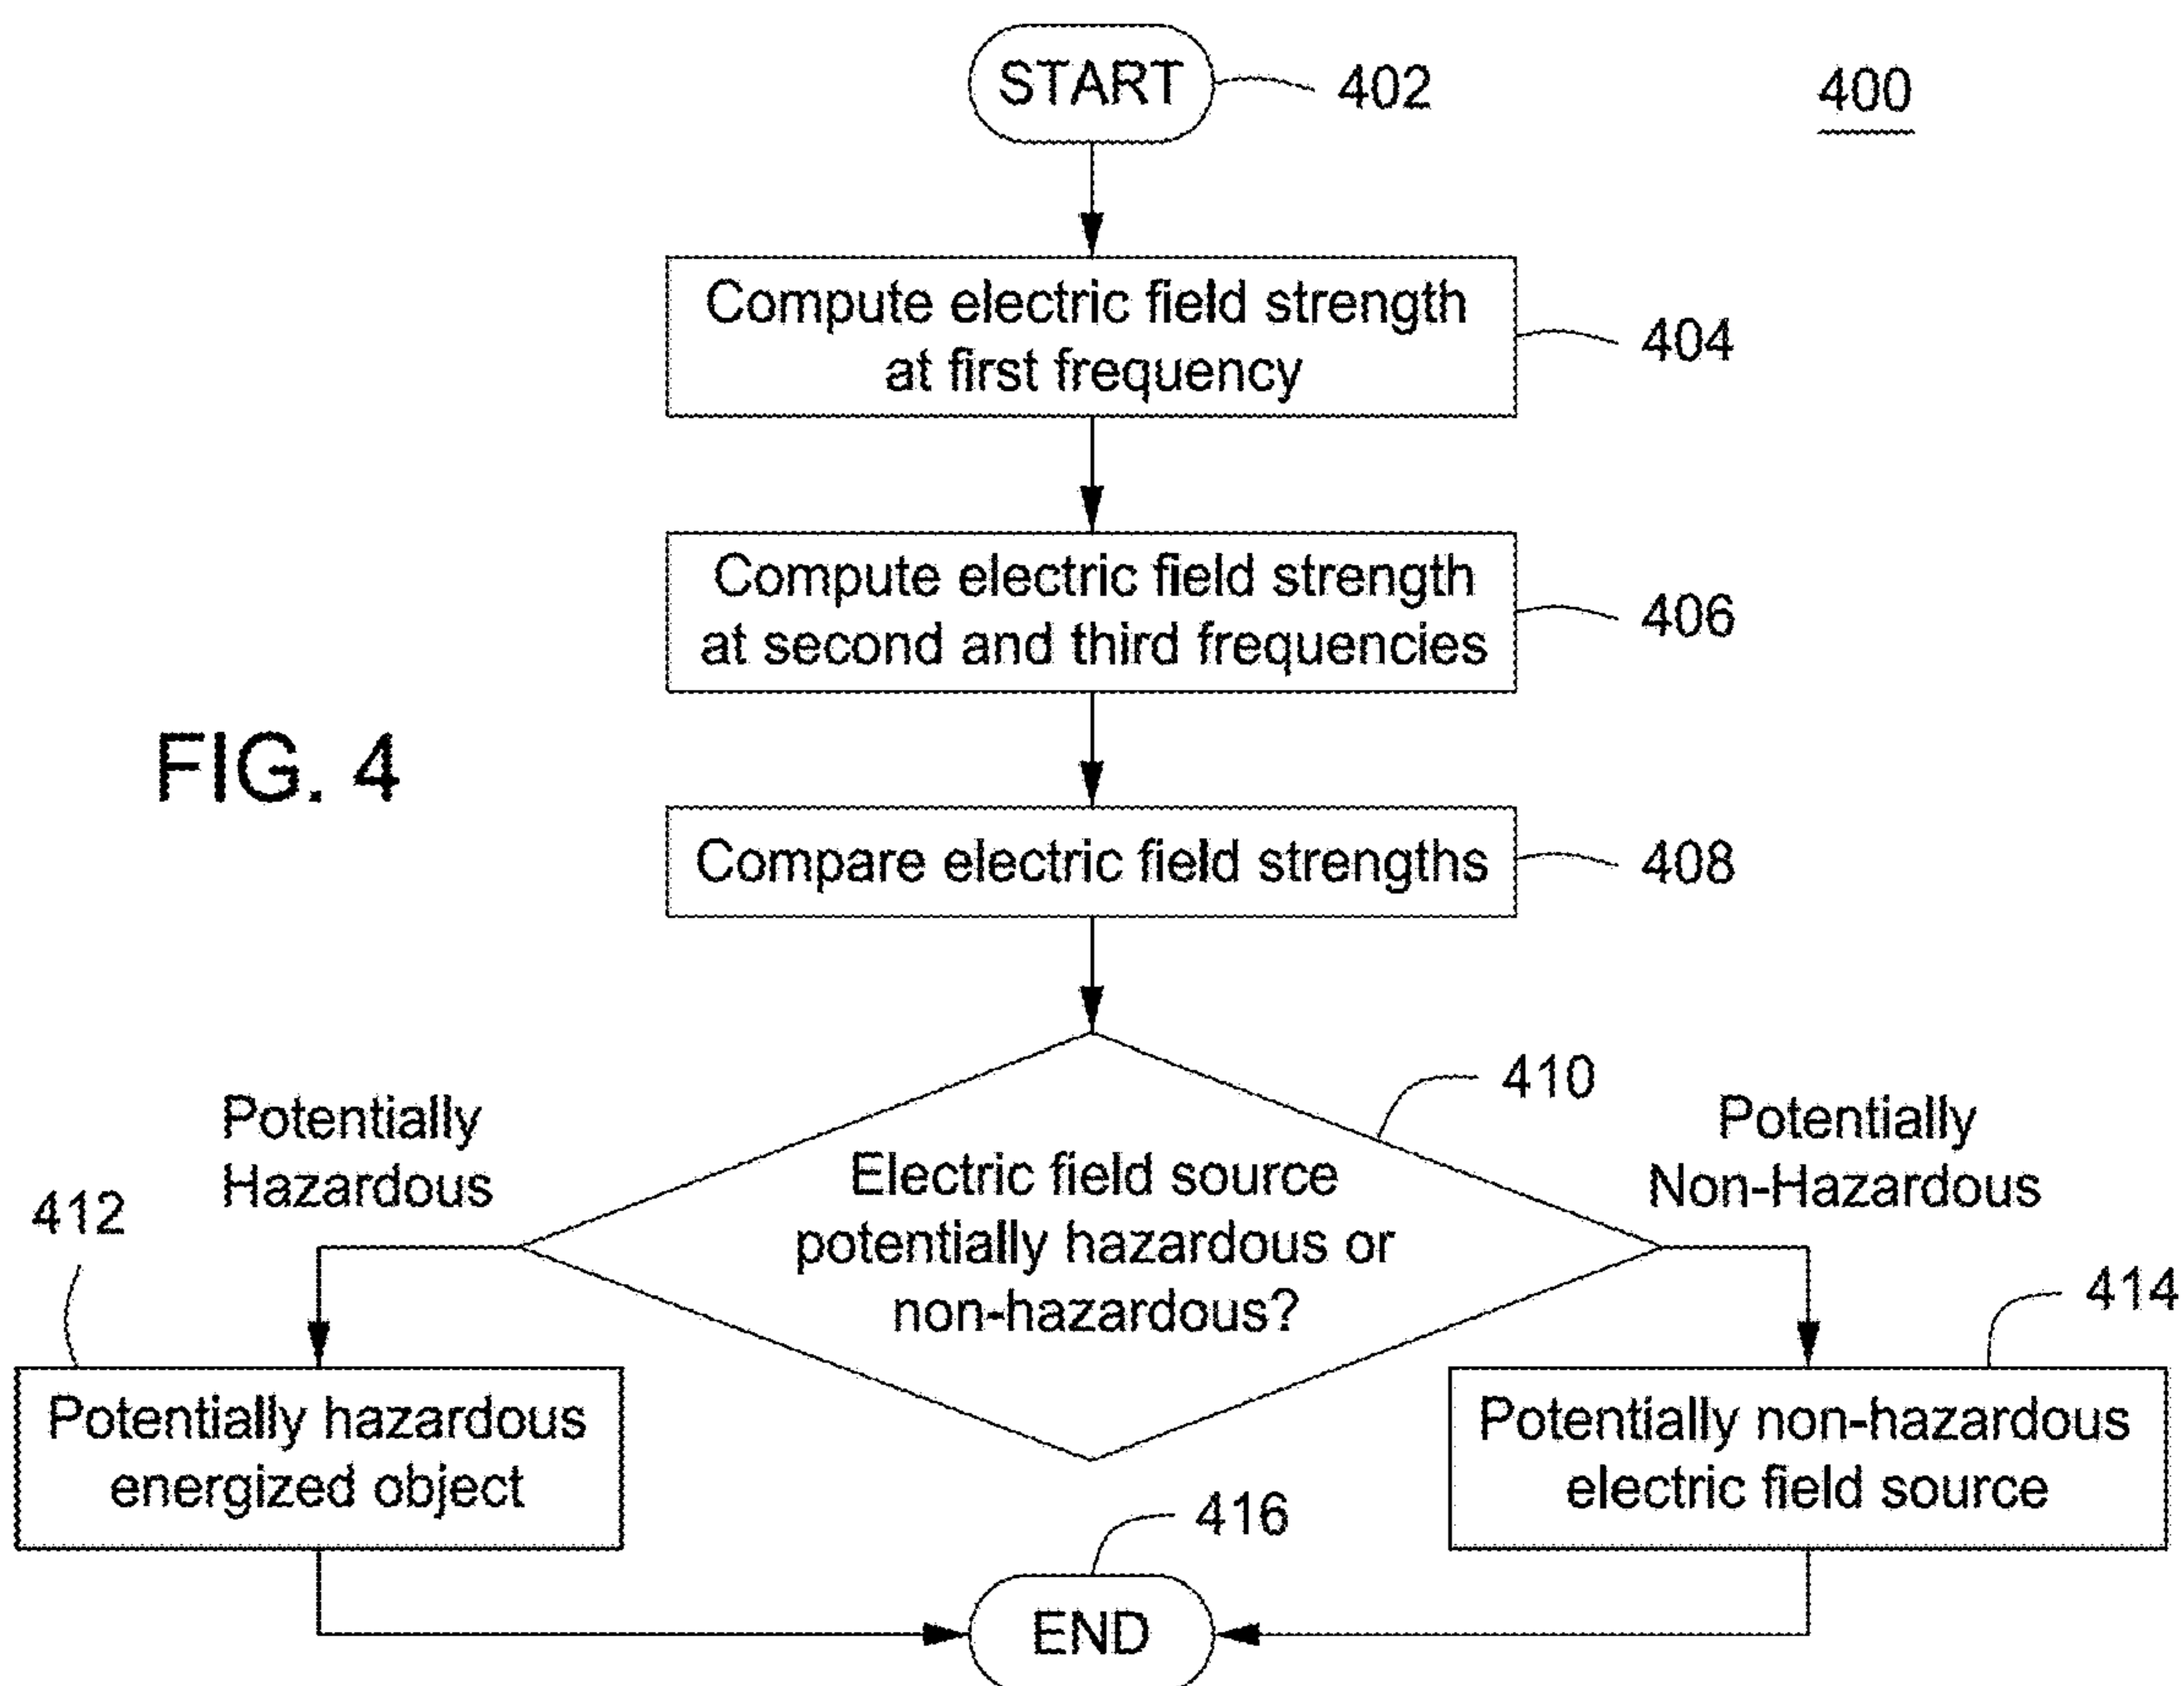 START
402
400
Compute electric field strength
at first frequency
404
Compute electric field strength
at second and third frequencies
406
FIG. 4
Compare electric field strengths
408
410
Potentially
Hazardous
Potentially
Non-Hazardous
Electric field source
potentially hazardous or
non-hazardous?
412
414
Potentially hazardous
energized object
Potentially non-hazardous
electric field source
416
END